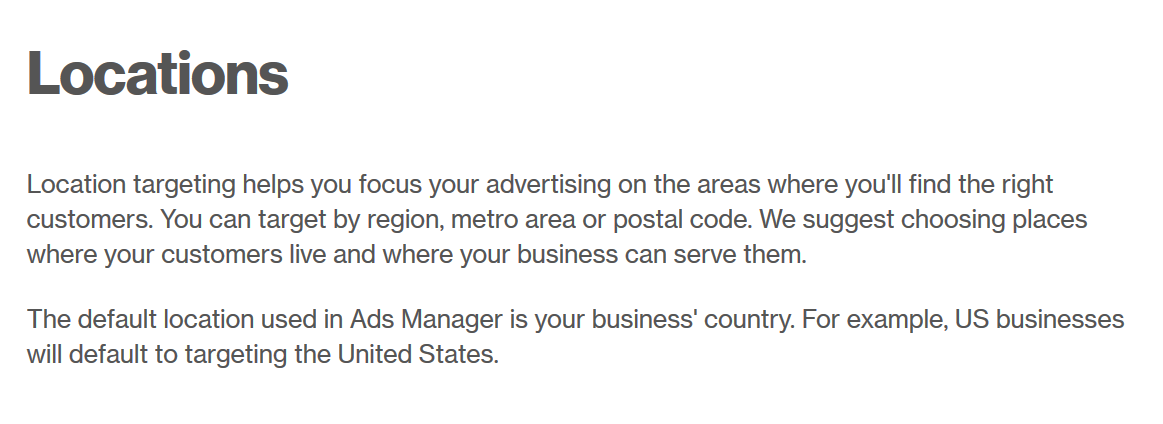 Locations
Location targeting helps you focus your advertising on the areas where you'll find the right
customers. You can target by region, metro area or postal code. We suggest choosing places
where your customers live and where your business can serve them.
The default location used in Ads Manager is your business' country. For example, US businesses
will default to targeting the United States.